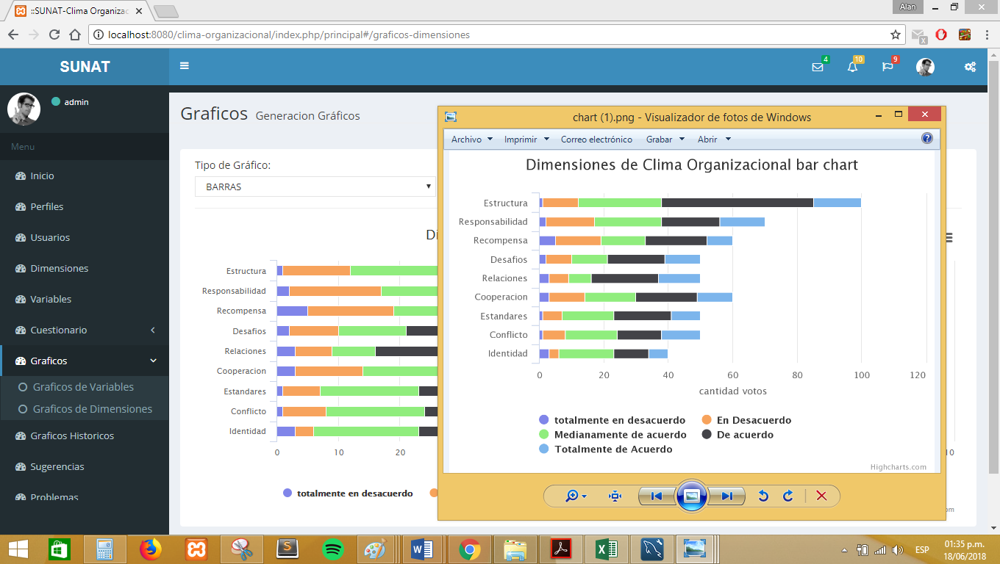 ::SUNAT-Clima Organizac
Alan
localhost:8080/clima-organizacional/index.php/principal#/graficos-dimensiones
SUNAT
4
10
9
admin
Menu
Inicio
Perfiles
Usuarios
Dimensiones
Variables
Cuestionario
Graficos
Graficos de Variables
Graficos de Dimensiones
Graficos Historicos
Sugerencias
Problemas
Graficos Generacion Gráficos
Tipo de Gráfico:
BARRAS
Di
Estructura
Responsabilidad
Recompensa
Desafios
Relaciones
Cooperacion
Estandares
Conflicto
Identidad
0 10 20
10
totalmente en desacuerdo
om
chart (1).png - Visualizador de fotos de Windows
Archivo Imprimir Correo electrónico Grabar Abrir
Dimensiones de Clima Organizacional bar chart
Estructura
Responsabilidad
Recompensa
Desafios
Relaciones
Cooperacion
Estandares
Conflicto
Identidad
0 20 40 60 80 100 120
cantidad votos
totalmente en desacuerdo En Desacuerdo
Medianamente de acuerdo De acuerdo
Totalmente de Acuerdo
Highcharts.com
ESP
01:35 p.m.
18/06/2018